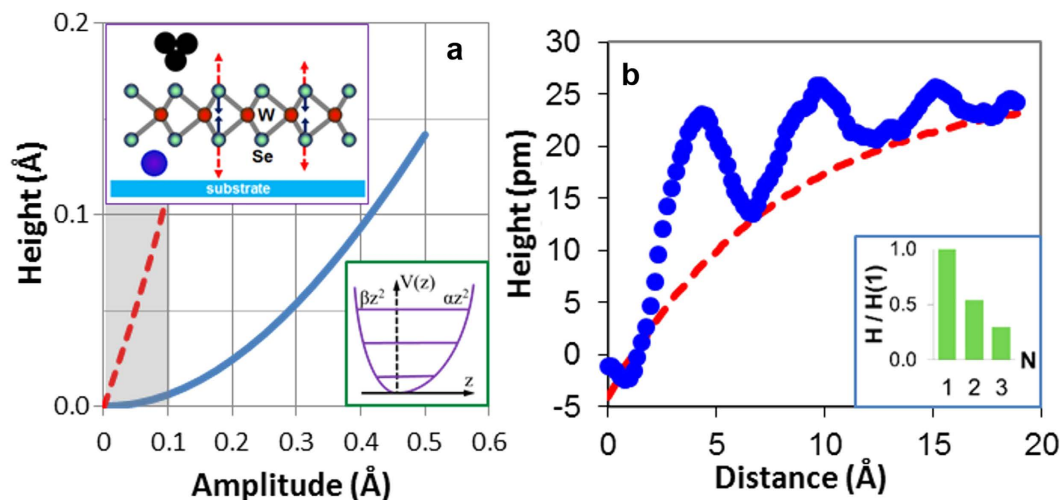 a
Height (Å)
0.2
0.1
0.0
W
Se
substrate
V(z)
βz²
αz²
z
0 0.1 0.2 0.3 0.4 0.5 0.6
Amplitude (Å)
b
Height (pm)
30
25
20
15
10
5
0
-5
H / H(1)
1.0
0.5
0.0
N
1 2 3
0 5 10 15 20
Distance (Å)